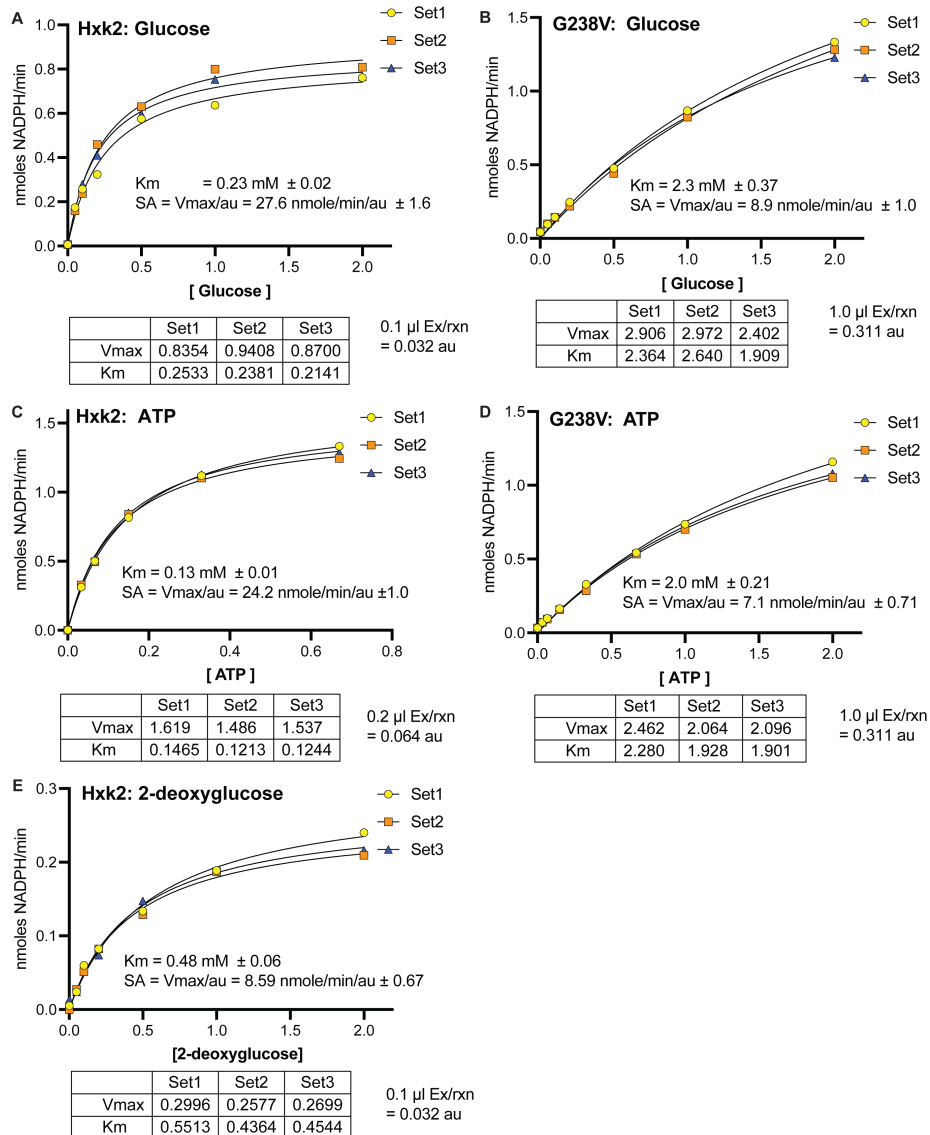 A
Hxk2: Glucose
Set1
Set2
Set3
nmoles NADPH/min
1.0
0.8
0.6
0.4
0.2
0.0
Km = 0.23 mM ± 0.02
SA = Vmax/au = 27.6 nmole/min/au ± 1.6
0.0 0.5 1.0 1.5 2.0
[ Glucose ]
Set1 Set2 Set3
Vmax 0.8354 0.9408 0.8700
Km 0.2533 0.2381 0.2141
0.1 µl Ex/rxn
= 0.032 au
B
G238V: Glucose
Set1
Set2
Set3
nmoles NADPH/min
1.5
1.0
0.5
0.0
Km = 2.3 mM ± 0.37
SA = Vmax/au = 8.9 nmole/min/au ± 1.0
0.0 0.5 1.0 1.5 2.0
[ Glucose ]
Set1 Set2 Set3
Vmax 2.906 2.972 2.402
Km 2.364 2.640 1.909
1.0 µl Ex/rxn
= 0.311 au
C
Hxk2: ATP
Set1
Set2
Set3
nmoles NADPH/min
1.5
1.0
0.5
0.0
Km = 0.13 mM ± 0.01
SA = Vmax/au = 24.2 nmole/min/au ±1.0
0.0 0.2 0.4 0.6 0.8
[ ATP ]
Set1 Set2 Set3
Vmax 1.619 1.486 1.537
Km 0.1465 0.1213 0.1244
0.2 µl Ex/rxn
= 0.064 au
D
G238V: ATP
Set1
Set2
Set3
nmoles NADPH/min
1.5
1.0
0.5
0.0
Km = 2.0 mM ± 0.21
SA = Vmax/au = 7.1 nmole/min/au ± 0.71
0.0 0.5 1.0 1.5 2.0
[ ATP ]
Set1 Set2 Set3
Vmax 2.462 2.064 2.096
Km 2.280 1.928 1.901
1.0 µl Ex/rxn
= 0.311 au
E
Hxk2: 2-deoxyglucose
Set1
Set2
Set3
nmoles NADPH/min
0.3
0.2
0.1
0.0
Km = 0.48 mM ± 0.06
SA = Vmax/au = 8.59 nmole/min/au ± 0.67
0.0 0.5 1.0 1.5 2.0
[2-deoxyglucose]
Set1 Set2 Set3
Vmax 0.2996 0.2577 0.2699
Km 0.5513 0.4364 0.4544
0.1 µl Ex/rxn
= 0.032 au